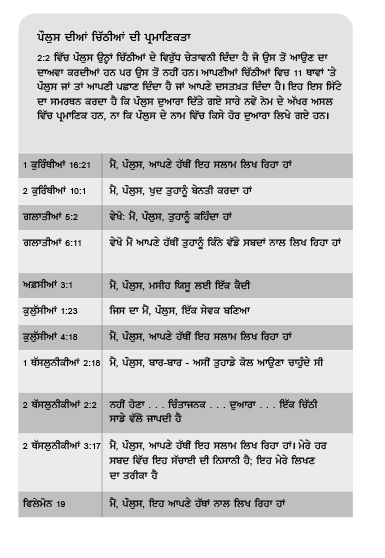 ਪੌਲੁਸ ਦੀਆਂ ਚਿੱਠੀਆਂ ਦੀ ਪ੍ਰਮਾਣਿਕਤਾ
2:2 ਵਿੱਚ ਪੌਲੁਸ ਉਨ੍ਹਾਂ ਚਿੱਠੀਆਂ ਦੇ ਵਿਰੁੱਧ ਚੇਤਾਵਨੀ ਦਿੰਦਾ ਹੈ ਜੋ ਉਸ ਤੋਂ ਆਉਣ ਦਾ
ਦਾਅਵਾ ਕਰਦੀਆਂ ਹਨ ਪਰ ਉਸ ਤੋਂ ਨਹੀਂ ਹਨ। ਆਪਣੀਆਂ ਚਿੱਠੀਆਂ ਵਿਚ 11 ਥਾਵਾਂ 'ਤੇ
ਪੌਲੁਸ ਜਾਂ ਤਾਂ ਆਪਣੀ ਪਛਾਣ ਦਿੰਦਾ ਹੈ ਜਾਂ ਆਪਣੇ ਦਸਤਖ਼ਤ ਦਿੰਦਾ ਹੈ। ਇਹ ਇਸ ਸਿੱਟੇ
ਦਾ ਸਮਰਥਨ ਕਰਦਾ ਹੈ ਕਿ ਪੌਲੁਸ ਦੁਆਰਾ ਦਿੱਤੇ ਗਏ ਸਾਰੇ ਨਵੇਂ ਨੇਮ ਦੇ ਅੱਖਰ ਅਸਲ
ਵਿੱਚ ਪ੍ਰਮਾਣਿਕ ਹਨ, ਨਾ ਕਿ ਪੌਲੁਸ ਦੇ ਨਾਮ ਵਿੱਚ ਕਿਸੇ ਹੋਰ ਦੁਆਰਾ ਲਿਖੇ ਗਏ ਹਨ।
1 ਕੁਰਿੰਥੀਆਂ 16:21 ਮੈਂ, ਪੌਲੁਸ, ਆਪਣੇ ਹੱਥੀਂ ਇਹ ਸਲਾਮ ਲਿਖ ਰਿਹਾ ਹਾਂ
2 ਕੁਰਿੰਥੀਆਂ 10:1 ਮੈਂ, ਪੌਲੁਸ, ਖੁਦ ਤੁਹਾਨੂੰ ਬੇਨਤੀ ਕਰਦਾ ਹਾਂ
ਗਲਾਤੀਆਂ 5:2 ਵੇਖੋ: ਮੈਂ, ਪੌਲੁਸ, ਤੁਹਾਨੂੰ ਕਹਿੰਦਾ ਹਾਂ
ਗਲਾਤੀਆਂ 6:11 ਵੇਖੋ ਮੈਂ ਆਪਣੇ ਹੱਥੀਂ ਤੁਹਾਨੂੰ ਕਿੰਨੇ ਵੱਡੇ ਸਬਦਾਂ ਨਾਲ ਲਿਖ ਰਿਹਾ ਹਾਂ
ਅਫ਼ਸੀਆਂ 3:1 ਮੈਂ, ਪੌਲੁਸ, ਮਸੀਹ ਯਿਸੂ ਲਈ ਇੱਕ ਕੈਦੀ
ਕੁਲੁੱਸੀਆਂ 1:23 ਜਿਸ ਦਾ ਮੈਂ, ਪੌਲੁਸ, ਇੱਕ ਸੇਵਕ ਬਣਿਆ
ਕੁਲੁੱਸੀਆਂ 4:18 ਮੈਂ, ਪੌਲੁਸ, ਆਪਣੇ ਹੱਥੀਂ ਇਹ ਸਲਾਮ ਲਿਖ ਰਿਹਾ ਹਾਂ
1 ਥੱਸਲੁਨੀਕੀਆਂ 2:18 ਮੈਂ, ਪੌਲੁਸ, ਬਾਰ-ਬਾਰ - ਅਸੀਂ ਤੁਹਾਡੇ ਕੋਲ ਆਉਣਾ ਚਾਹੁੰਦੇ ਸੀ
2 ਥੱਸਲੁਨੀਕੀਆਂ 2:2 ਨਹੀਂ ਹੋਣਾ . . . ਚਿੰਤਾਜਨਕ . . . ਦੁਆਰਾ . . . ਇੱਕ ਚਿੱਠੀ
ਸਾਡੇ ਵੱਲੋਂ ਜਾਪਦੀ ਹੈ
2 ਥੱਸਲੁਨੀਕੀਆਂ 3:17 ਮੈਂ, ਪੌਲੁਸ, ਆਪਣੇ ਹੱਥੀਂ ਇਹ ਸਲਾਮ ਲਿਖ ਰਿਹਾ ਹਾਂ। ਮੇਰੇ ਹਰ
ਸਬਦ ਵਿੱਚ ਇਹ ਸੱਚਾਈ ਦੀ ਨਿਸਾਨੀ ਹੈ; ਇਹ ਮੇਰੇ ਲਿਖਣ
ਦਾ ਤਰੀਕਾ ਹੈ
ਫਿਲੇਮੋਨ 19 ਮੈਂ, ਪੌਲੁਸ, ਇਹ ਆਪਣੇ ਹੱਥਾਂ ਨਾਲ ਲਿਖ ਰਿਹਾ ਹਾਂ